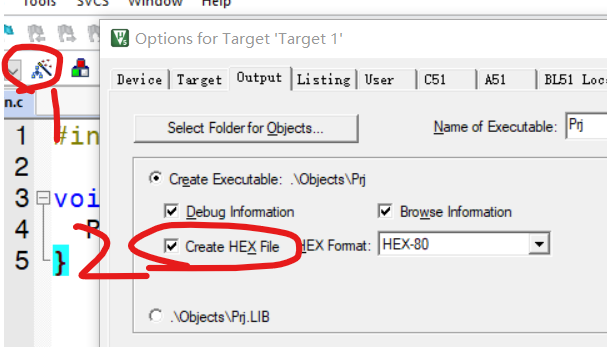 Tools SVCS Window Help
Options for Target 'Target 1'
Device Target Output Listing User C51 A51 BL51
n.c
Select Folder for Objects... Name of Executable: Prj
1 #in
2
3 voi
4 P
5 }
Create Executable: .\Objects\Prj
Debug Information Browse Information
Create HEX File HEX Format: HEX-80
.\Objects\Prj.LIB
1
2